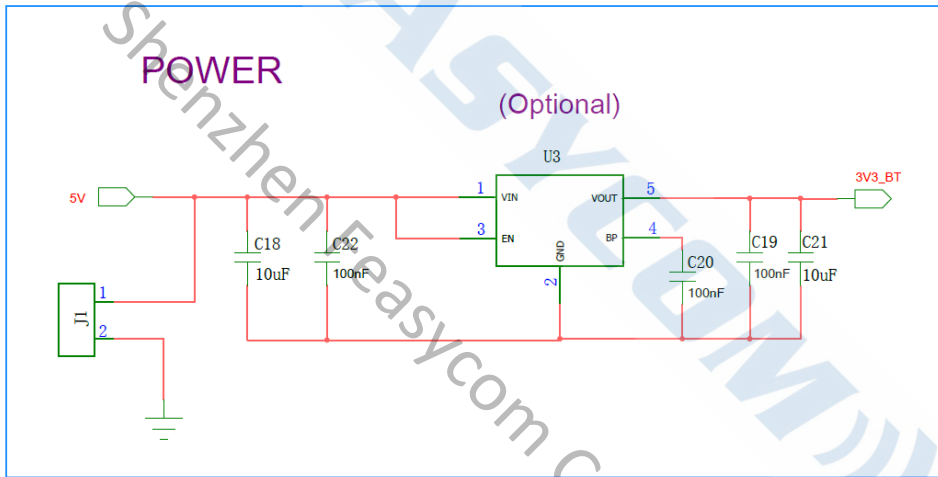 POWER
(Optional)
U3
5V
1
VIN
VOUT
5
3V3_BT
3
EN
BP
4
GND
2
C18
10uF
C22
100nF
C20
100nF
C19
100nF
C21
10uF
J1
1
2
Shenzhen Feasycom C
ASYCOM